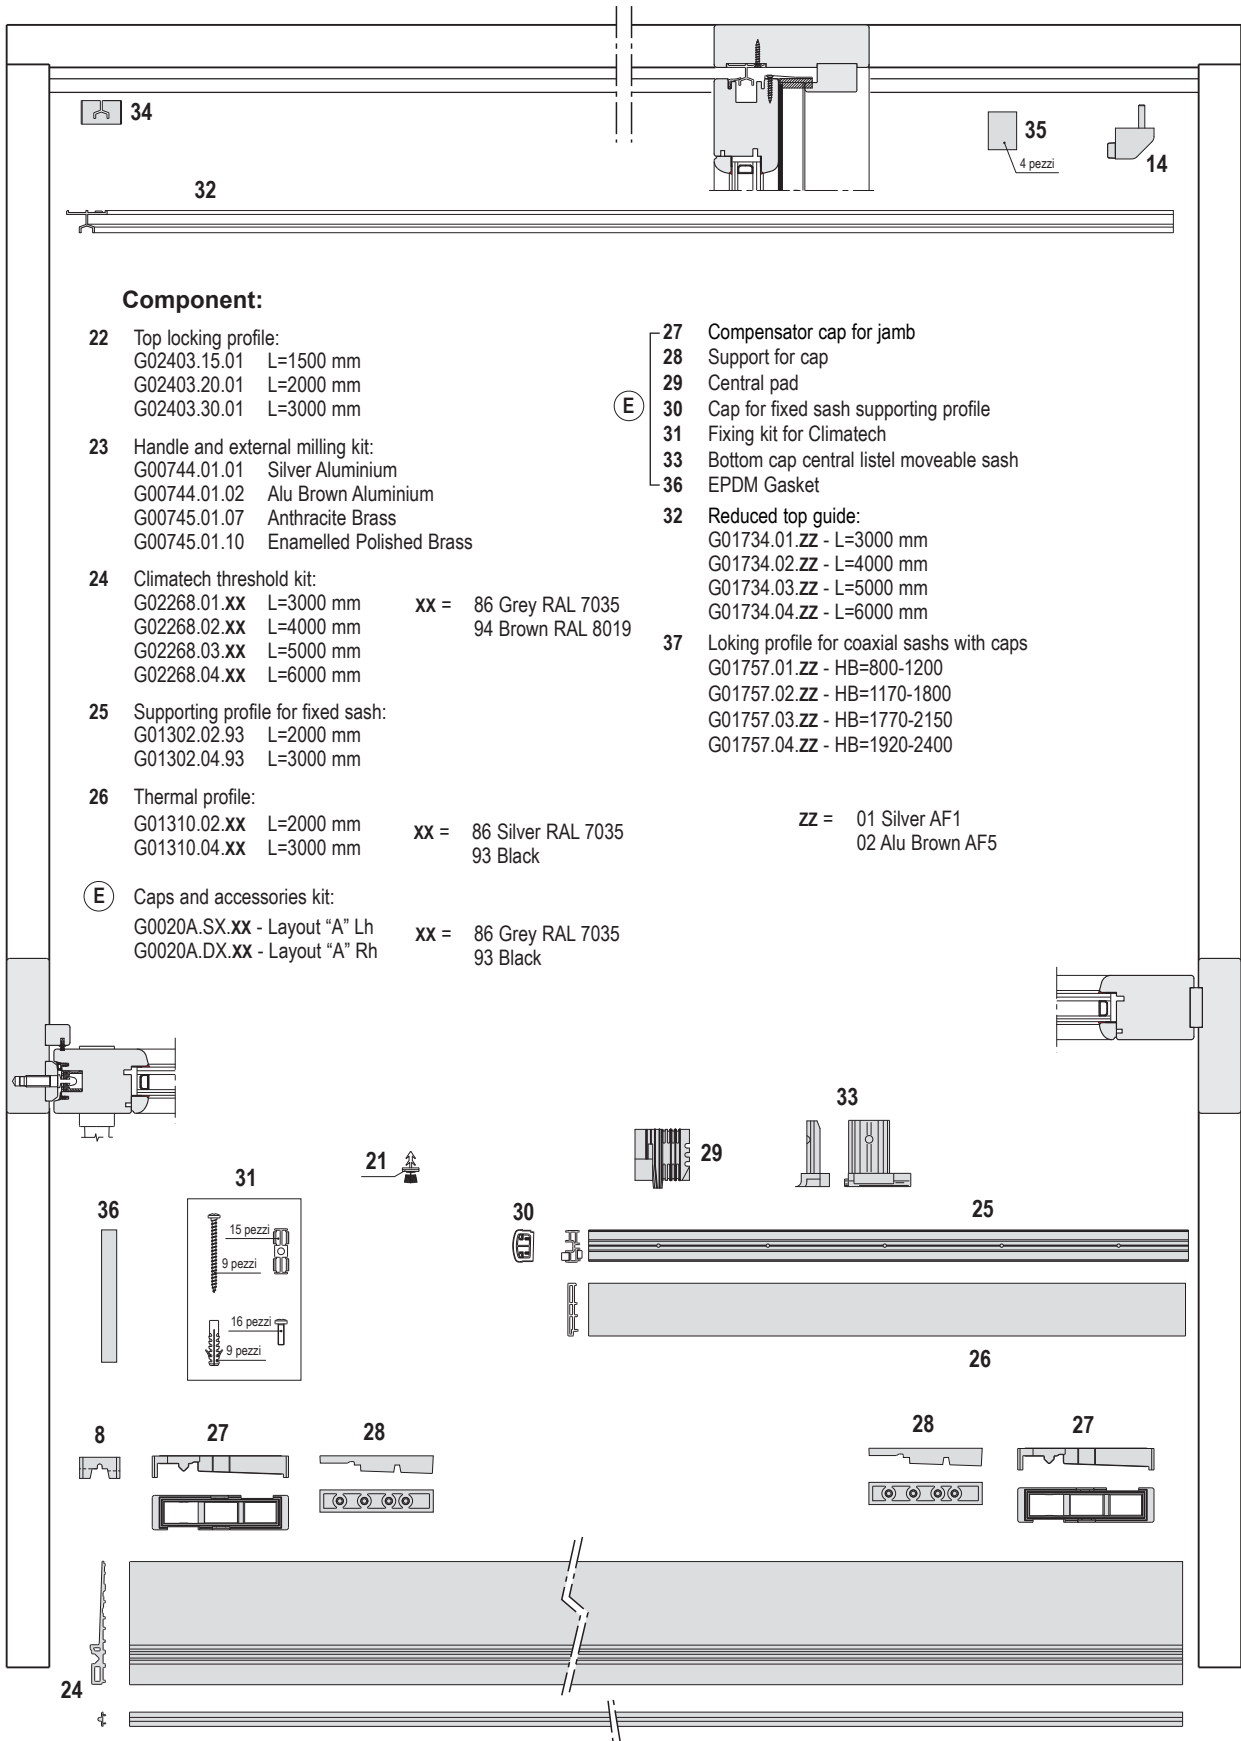 34
35
4 pezzi
14
32
Component:
22 Top locking profile:
G02403.15.01 L=1500 mm
G02403.20.01 L=2000 mm
G02403.30.01 L=3000 mm
23 Handle and external milling kit:
G00744.01.01 Silver Aluminium
G00744.01.02 Alu Brown Aluminium
G00745.01.07 Anthracite Brass
G00745.01.10 Enamelled Polished Brass
24 Climatech threshold kit:
G02268.01.XX L=3000 mm XX = 86 Grey RAL 7035
G02268.02.XX L=4000 mm 94 Brown RAL 8019
G02268.03.XX L=5000 mm
G02268.04.XX L=6000 mm
25 Supporting profile for fixed sash:
G01302.02.93 L=2000 mm
G01302.04.93 L=3000 mm
26 Thermal profile:
G01310.02.XX L=2000 mm XX = 86 Silver RAL 7035
G01310.04.XX L=3000 mm 93 Black
E Caps and accessories kit:
G0020A.SX.XX - Layout “A” Lh XX = 86 Grey RAL 7035
G0020A.DX.XX - Layout “A” Rh 93 Black
E
27 Compensator cap for jamb
28 Support for cap
29 Central pad
30 Cap for fixed sash supporting profile
31 Fixing kit for Climatech
33 Bottom cap central listel moveable sash
36 EPDM Gasket
32 Reduced top guide:
G01734.01.ZZ - L=3000 mm
G01734.02.ZZ - L=4000 mm
G01734.03.ZZ - L=5000 mm
G01734.04.ZZ - L=6000 mm
37 Loking profile for coaxial sashs with caps
G01757.01.ZZ - HB=800-1200
G01757.02.ZZ - HB=1170-1800
G01757.03.ZZ - HB=1770-2150
G01757.04.ZZ - HB=1920-2400
ZZ = 01 Silver AF1
02 Alu Brown AF5
33
29
21
31
36
15 pezzi
9 pezzi
16 pezzi
9 pezzi
30
25
26
8
27
28
28
27
24